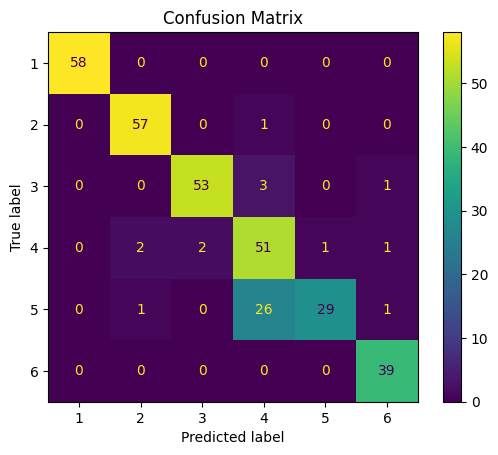 Confusion Matrix
1 58 0 0 0 0 0
2 0 57 0 1 0 0
3 0 0 53 3 0 1
4 0 2 2 51 1 1
5 0 1 0 26 29 1
6 0 0 0 0 0 39
1 2 3 4 5 6
Predicted label
True label
50
40
30
20
10
0